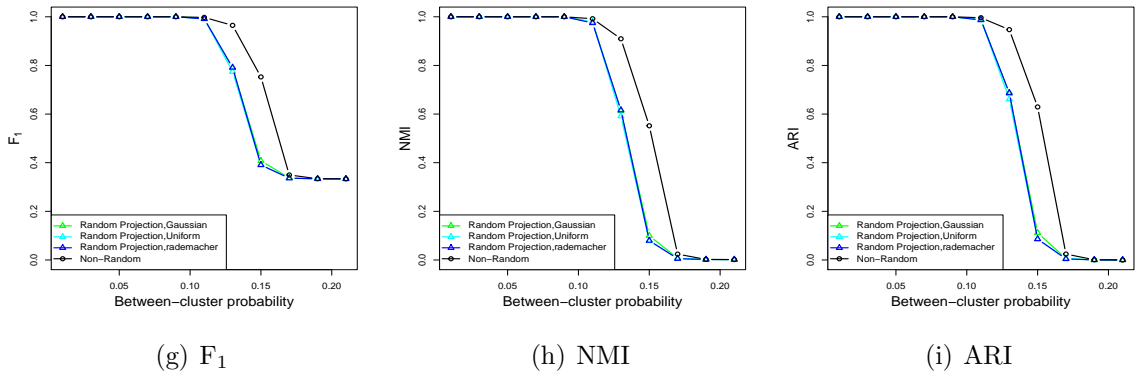 F1
1.0
0.8
0.6
0.4
0.2
0.0
Random Projection,Gaussian
Random Projection,Uniform
Random Projection,rademacher
Non−Random
0.05 0.10 0.15 0.20
Between−cluster probability
(g) F1
NMI
1.0
0.8
0.6
0.4
0.2
0.0
Random Projection,Gaussian
Random Projection,Uniform
Random Projection,rademacher
Non−Random
0.05 0.10 0.15 0.20
Between−cluster probability
(h) NMI
ARI
1.0
0.8
0.6
0.4
0.2
0.0
Random Projection,Gaussian
Random Projection,Uniform
Random Projection,rademacher
Non−Random
0.05 0.10 0.15 0.20
Between−cluster probability
(i) ARI